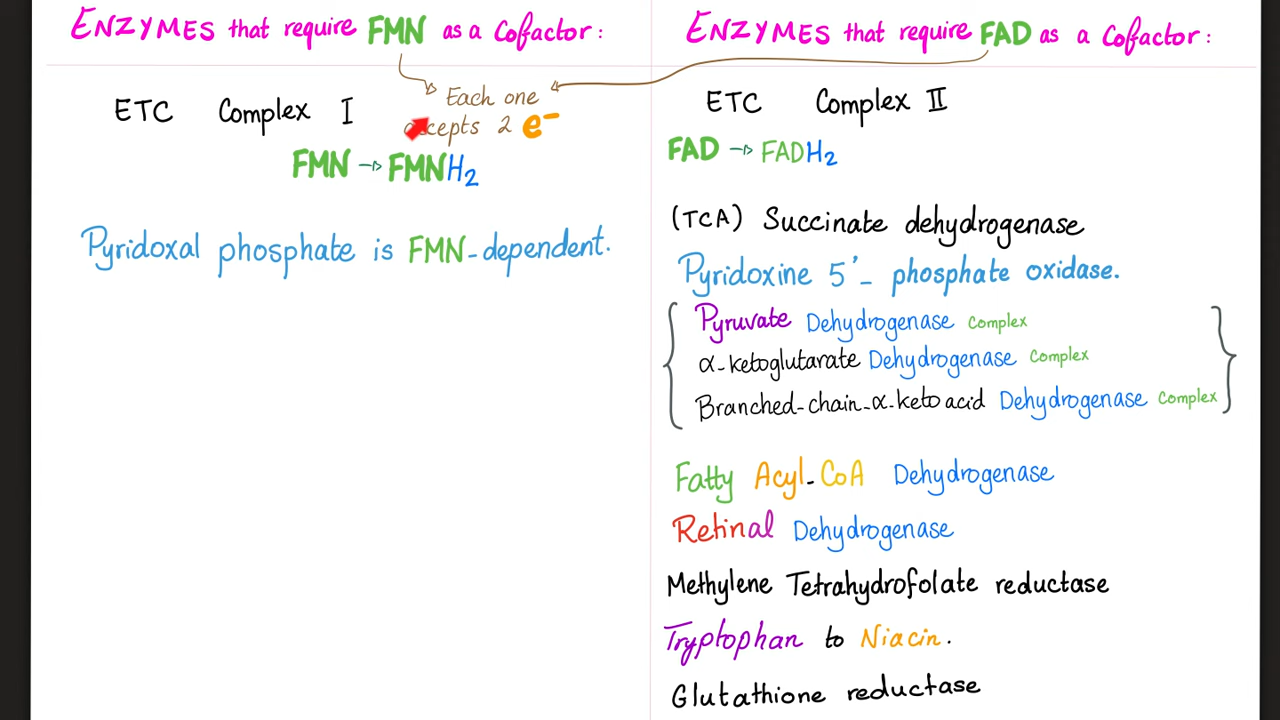 ENZYMES that require FMN as a Cofactor:
ETC Complex I
Each one
accepts 2 e⁻
FMN → FMNH₂
Pyridoxal phosphate is FMN-dependent.
ENZYMES that require FAD as a Cofactor:
ETC Complex II
FAD → FADH₂
(TCA) Succinate dehydrogenase
Pyridoxine 5'- phosphate oxidase.
Pyruvate Dehydrogenase Complex
α-ketoglutarate Dehydrogenase Complex
Branched-chain-α-keto acid Dehydrogenase Complex
Fatty Acyl-CoA Dehydrogenase
Retinal Dehydrogenase
Methylene Tetrahydrofolate reductase
Tryptophan to Niacin.
Glutathione reductase